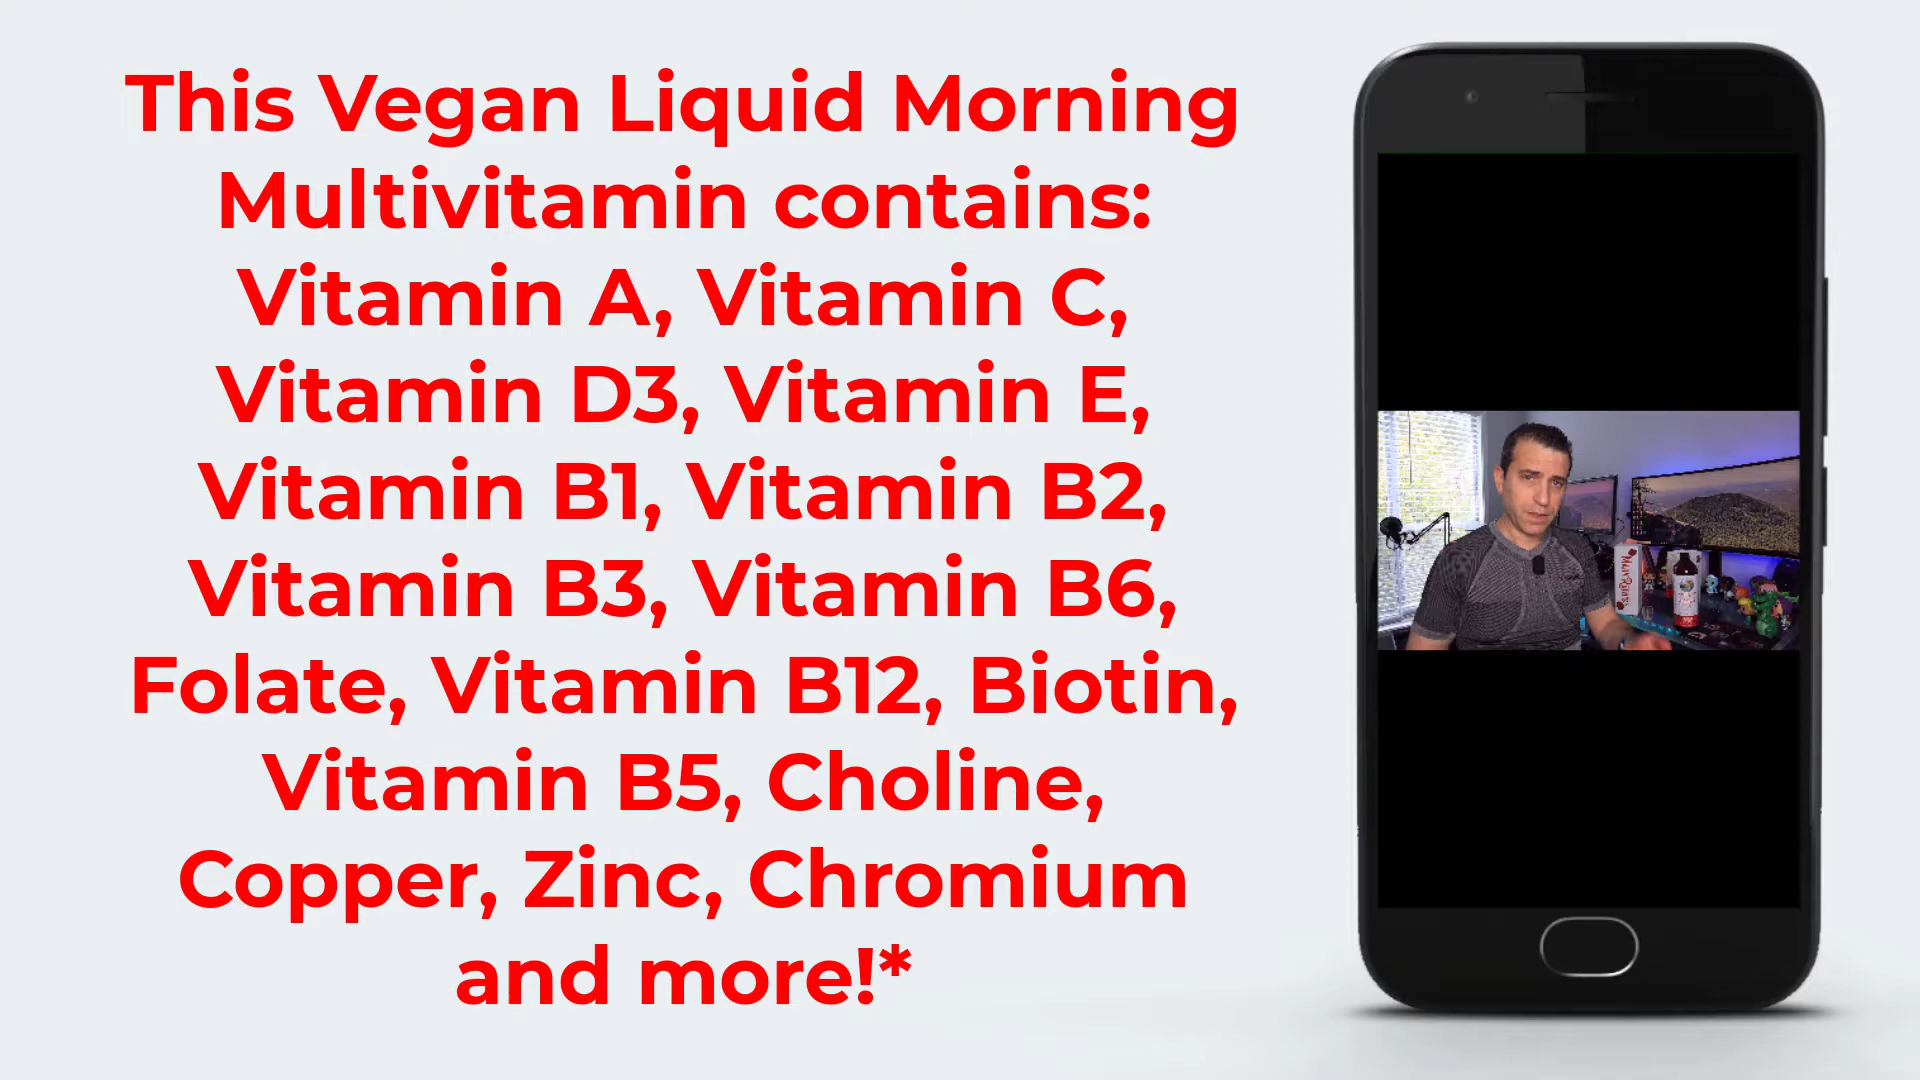 This Vegan Liquid Morning
Multivitamin contains:
Vitamin A, Vitamin C,
Vitamin D3, Vitamin E,
Vitamin B1, Vitamin B2,
Vitamin B3, Vitamin B6,
Folate, Vitamin B12, Biotin,
Vitamin B5, Choline,
Copper, Zinc, Chromium
and more!*